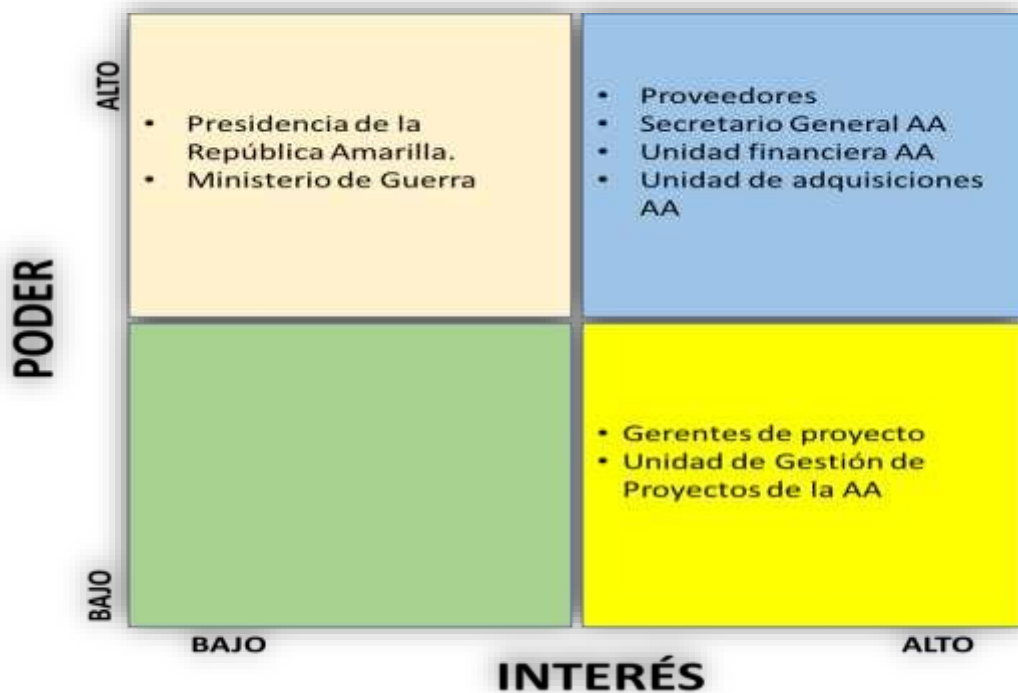 ALTO
• Presidencia de la
República Amarilla.
• Ministerio de Guerra
• Proveedores
• Secretario General AA
• Unidad financiera AA
• Unidad de adquisiciones
AA
PODER
• Gerentes de proyecto
• Unidad de Gestión de
Proyectos de la AA
BAJO
BAJO
ALTO
INTERÉS